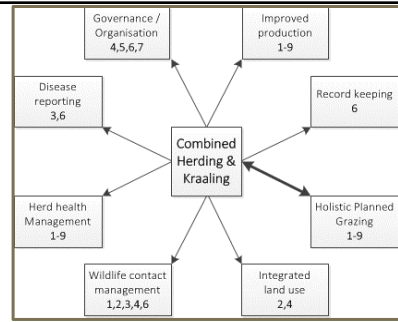 Governance /
Organisation
4,5,6,7
Improved
production
1-9
Disease
reporting
3,6
Record keeping
6
Combined
Herding &
Kraaling
Herd health
Management
1-9
Holistic Planned
Grazing
1-9
Wildlife contact
management
1,2,3,4,6
Integrated
land use
2,4